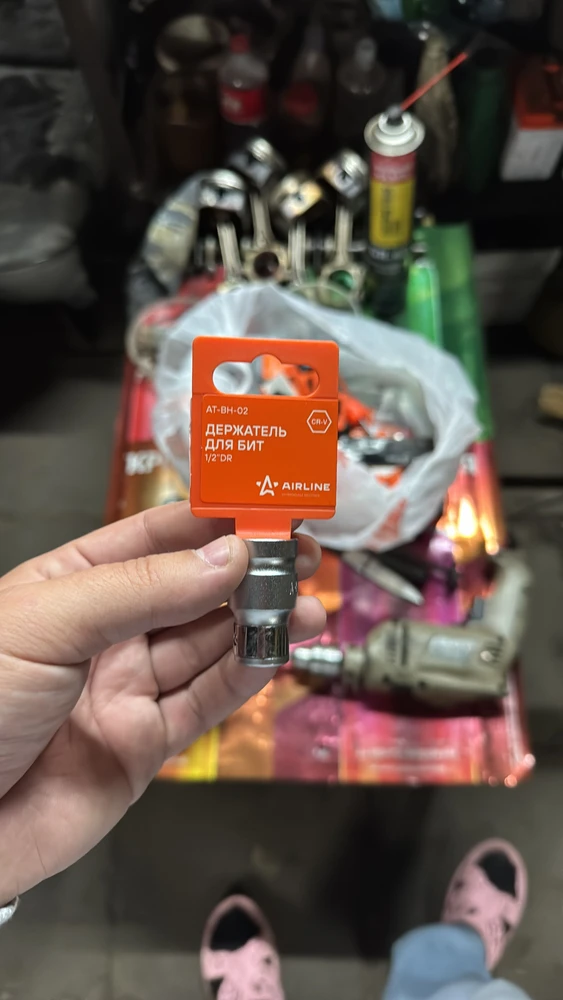 AT-BH-02
CR-V
ДЕРЖАТЕЛЬ
ДЛЯ БИТ
1/2"DR
AIRLINE